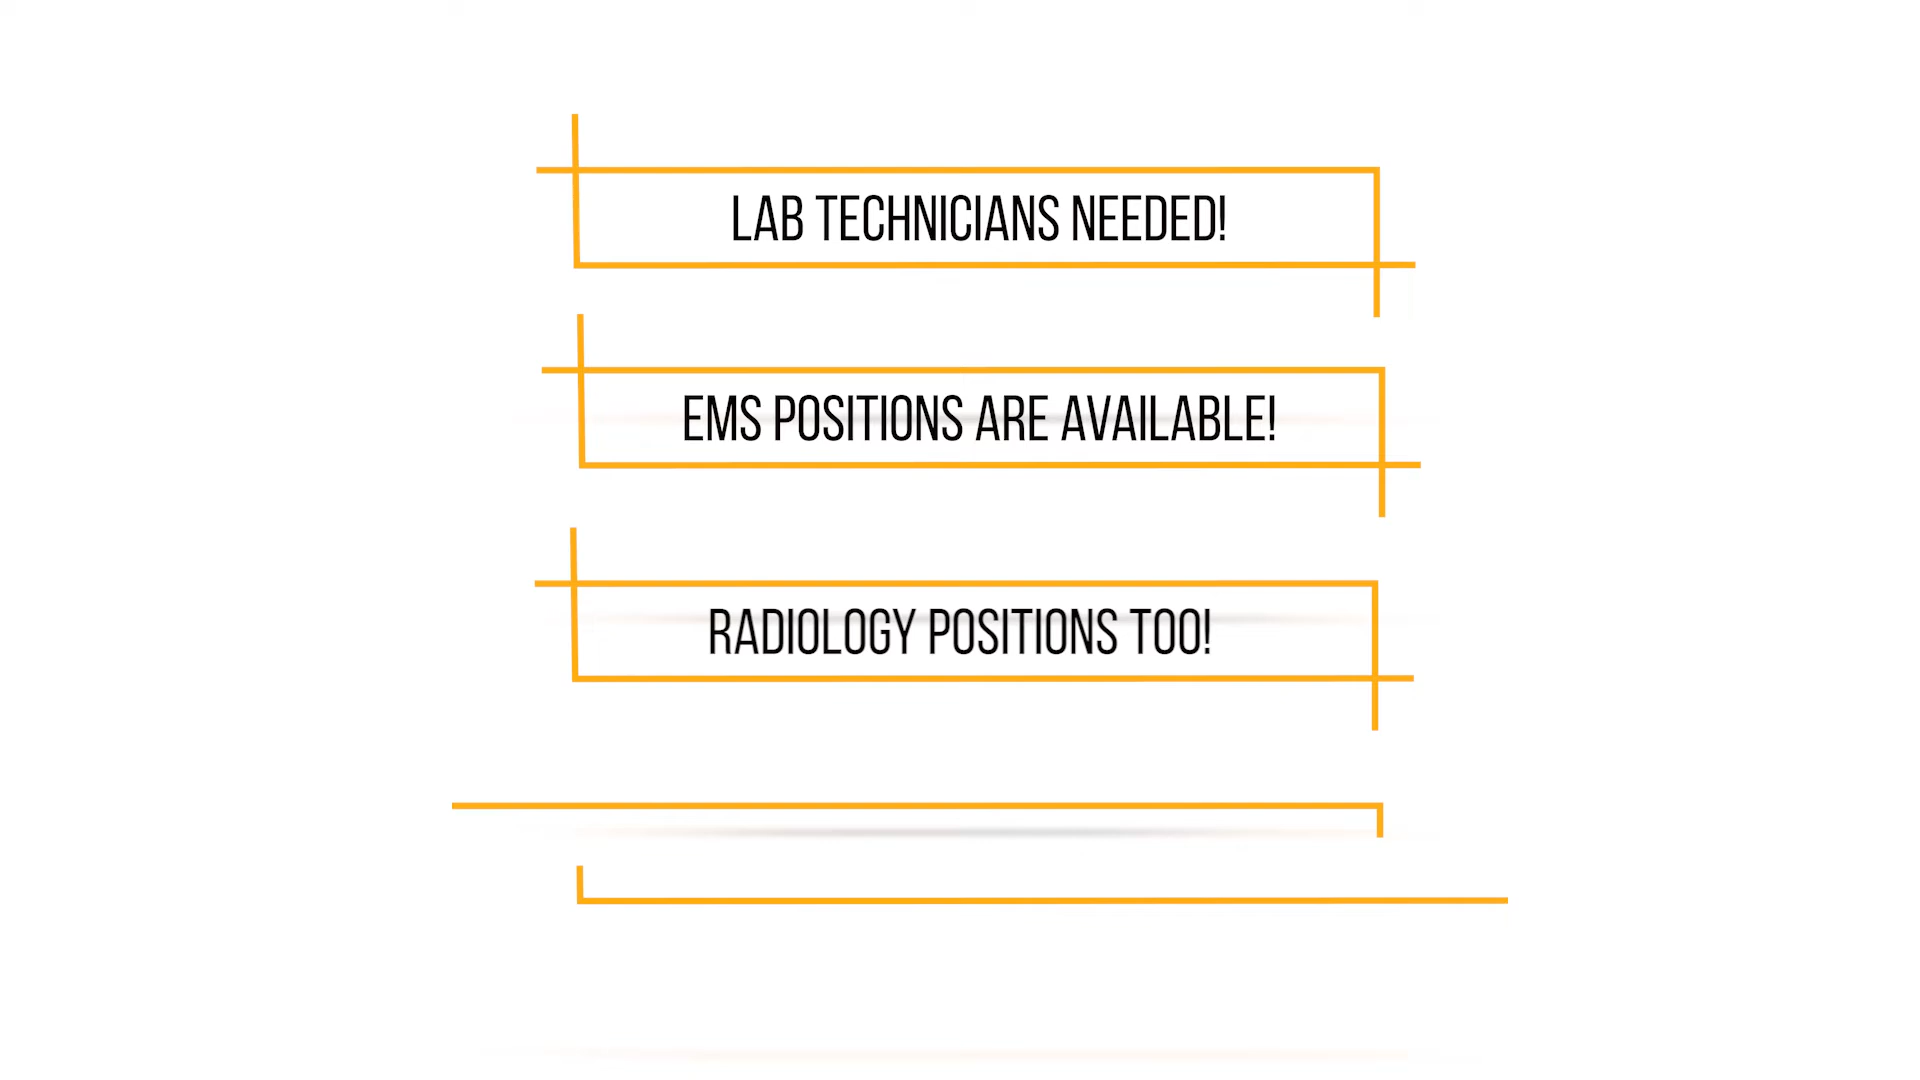 LAB TECHNICIANS NEEDED!
EMS POSITIONS ARE AVAILABLE!
RADIOLOGY POSITIONS TOO!